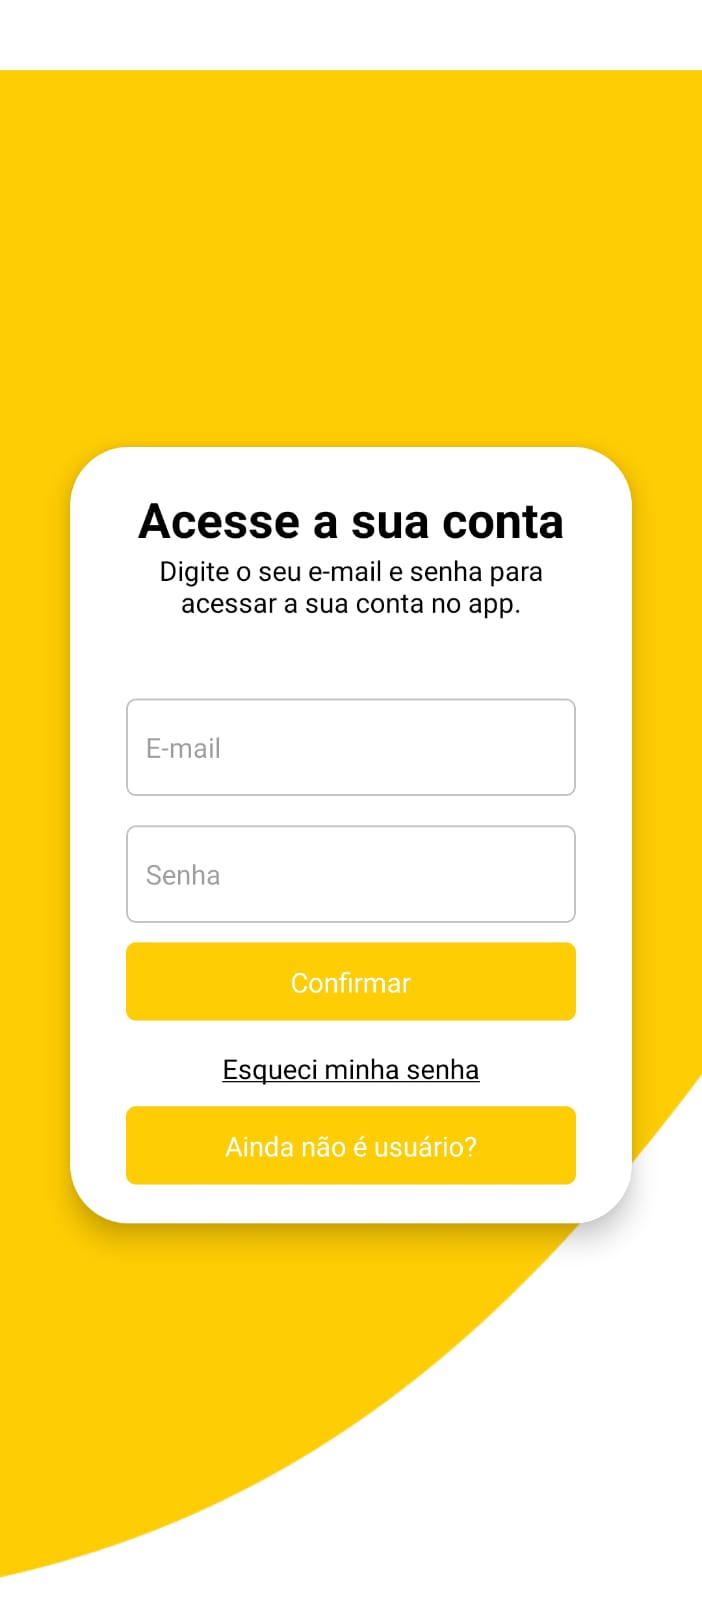 Acesse a sua conta
Digite o seu e-mail e senha para
acessar a sua conta no app.
E-mail
Senha
Confirmar
Esqueci minha senha
Ainda não é usuário?